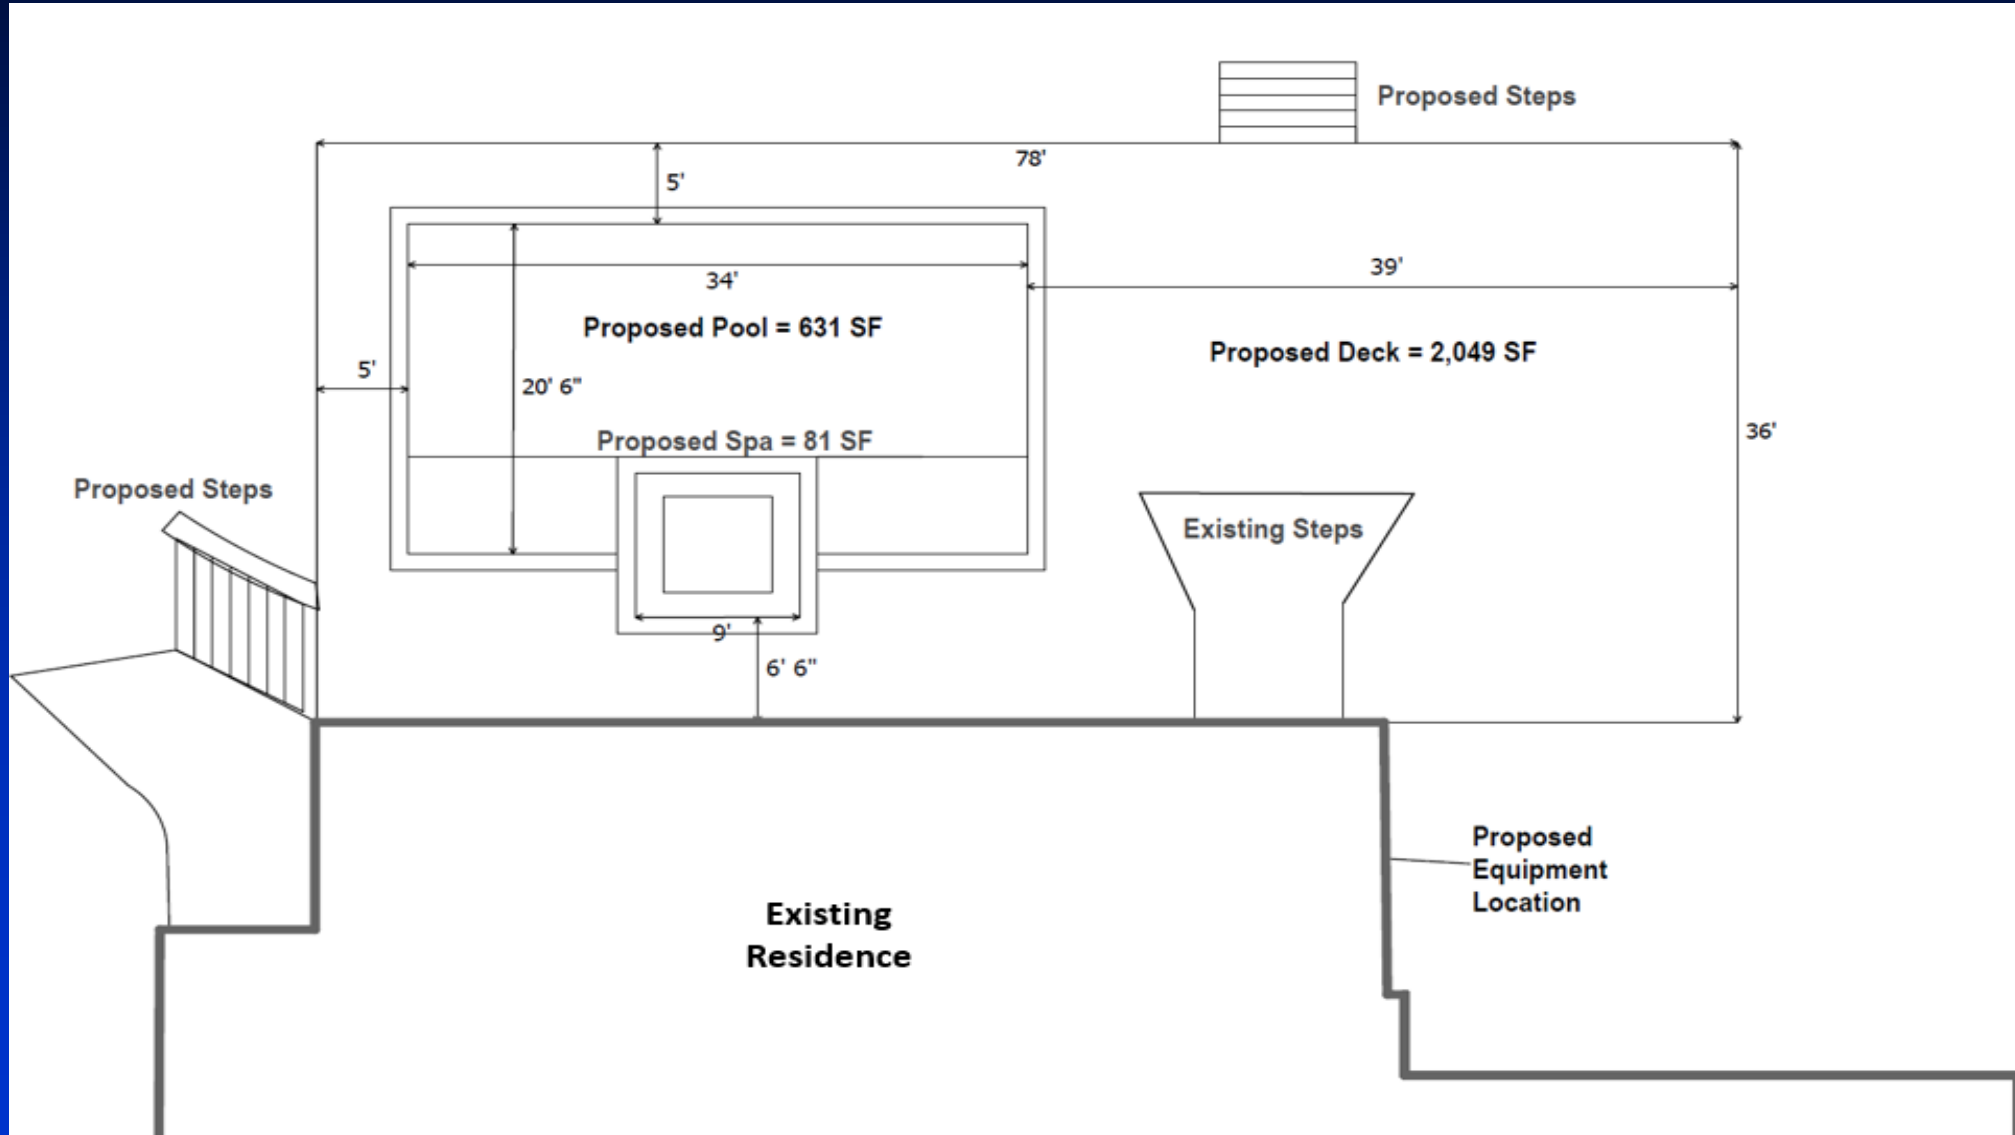 Proposed Steps
78'
5'
39'
34'
Proposed Pool = 631 SF
Proposed Deck = 2,049 SF
5'
20' 6"
36'
Proposed Spa = 81 SF
Proposed Steps
Existing Steps
9'
6' 6"
Proposed
Equipment
Location
Existing
Residence